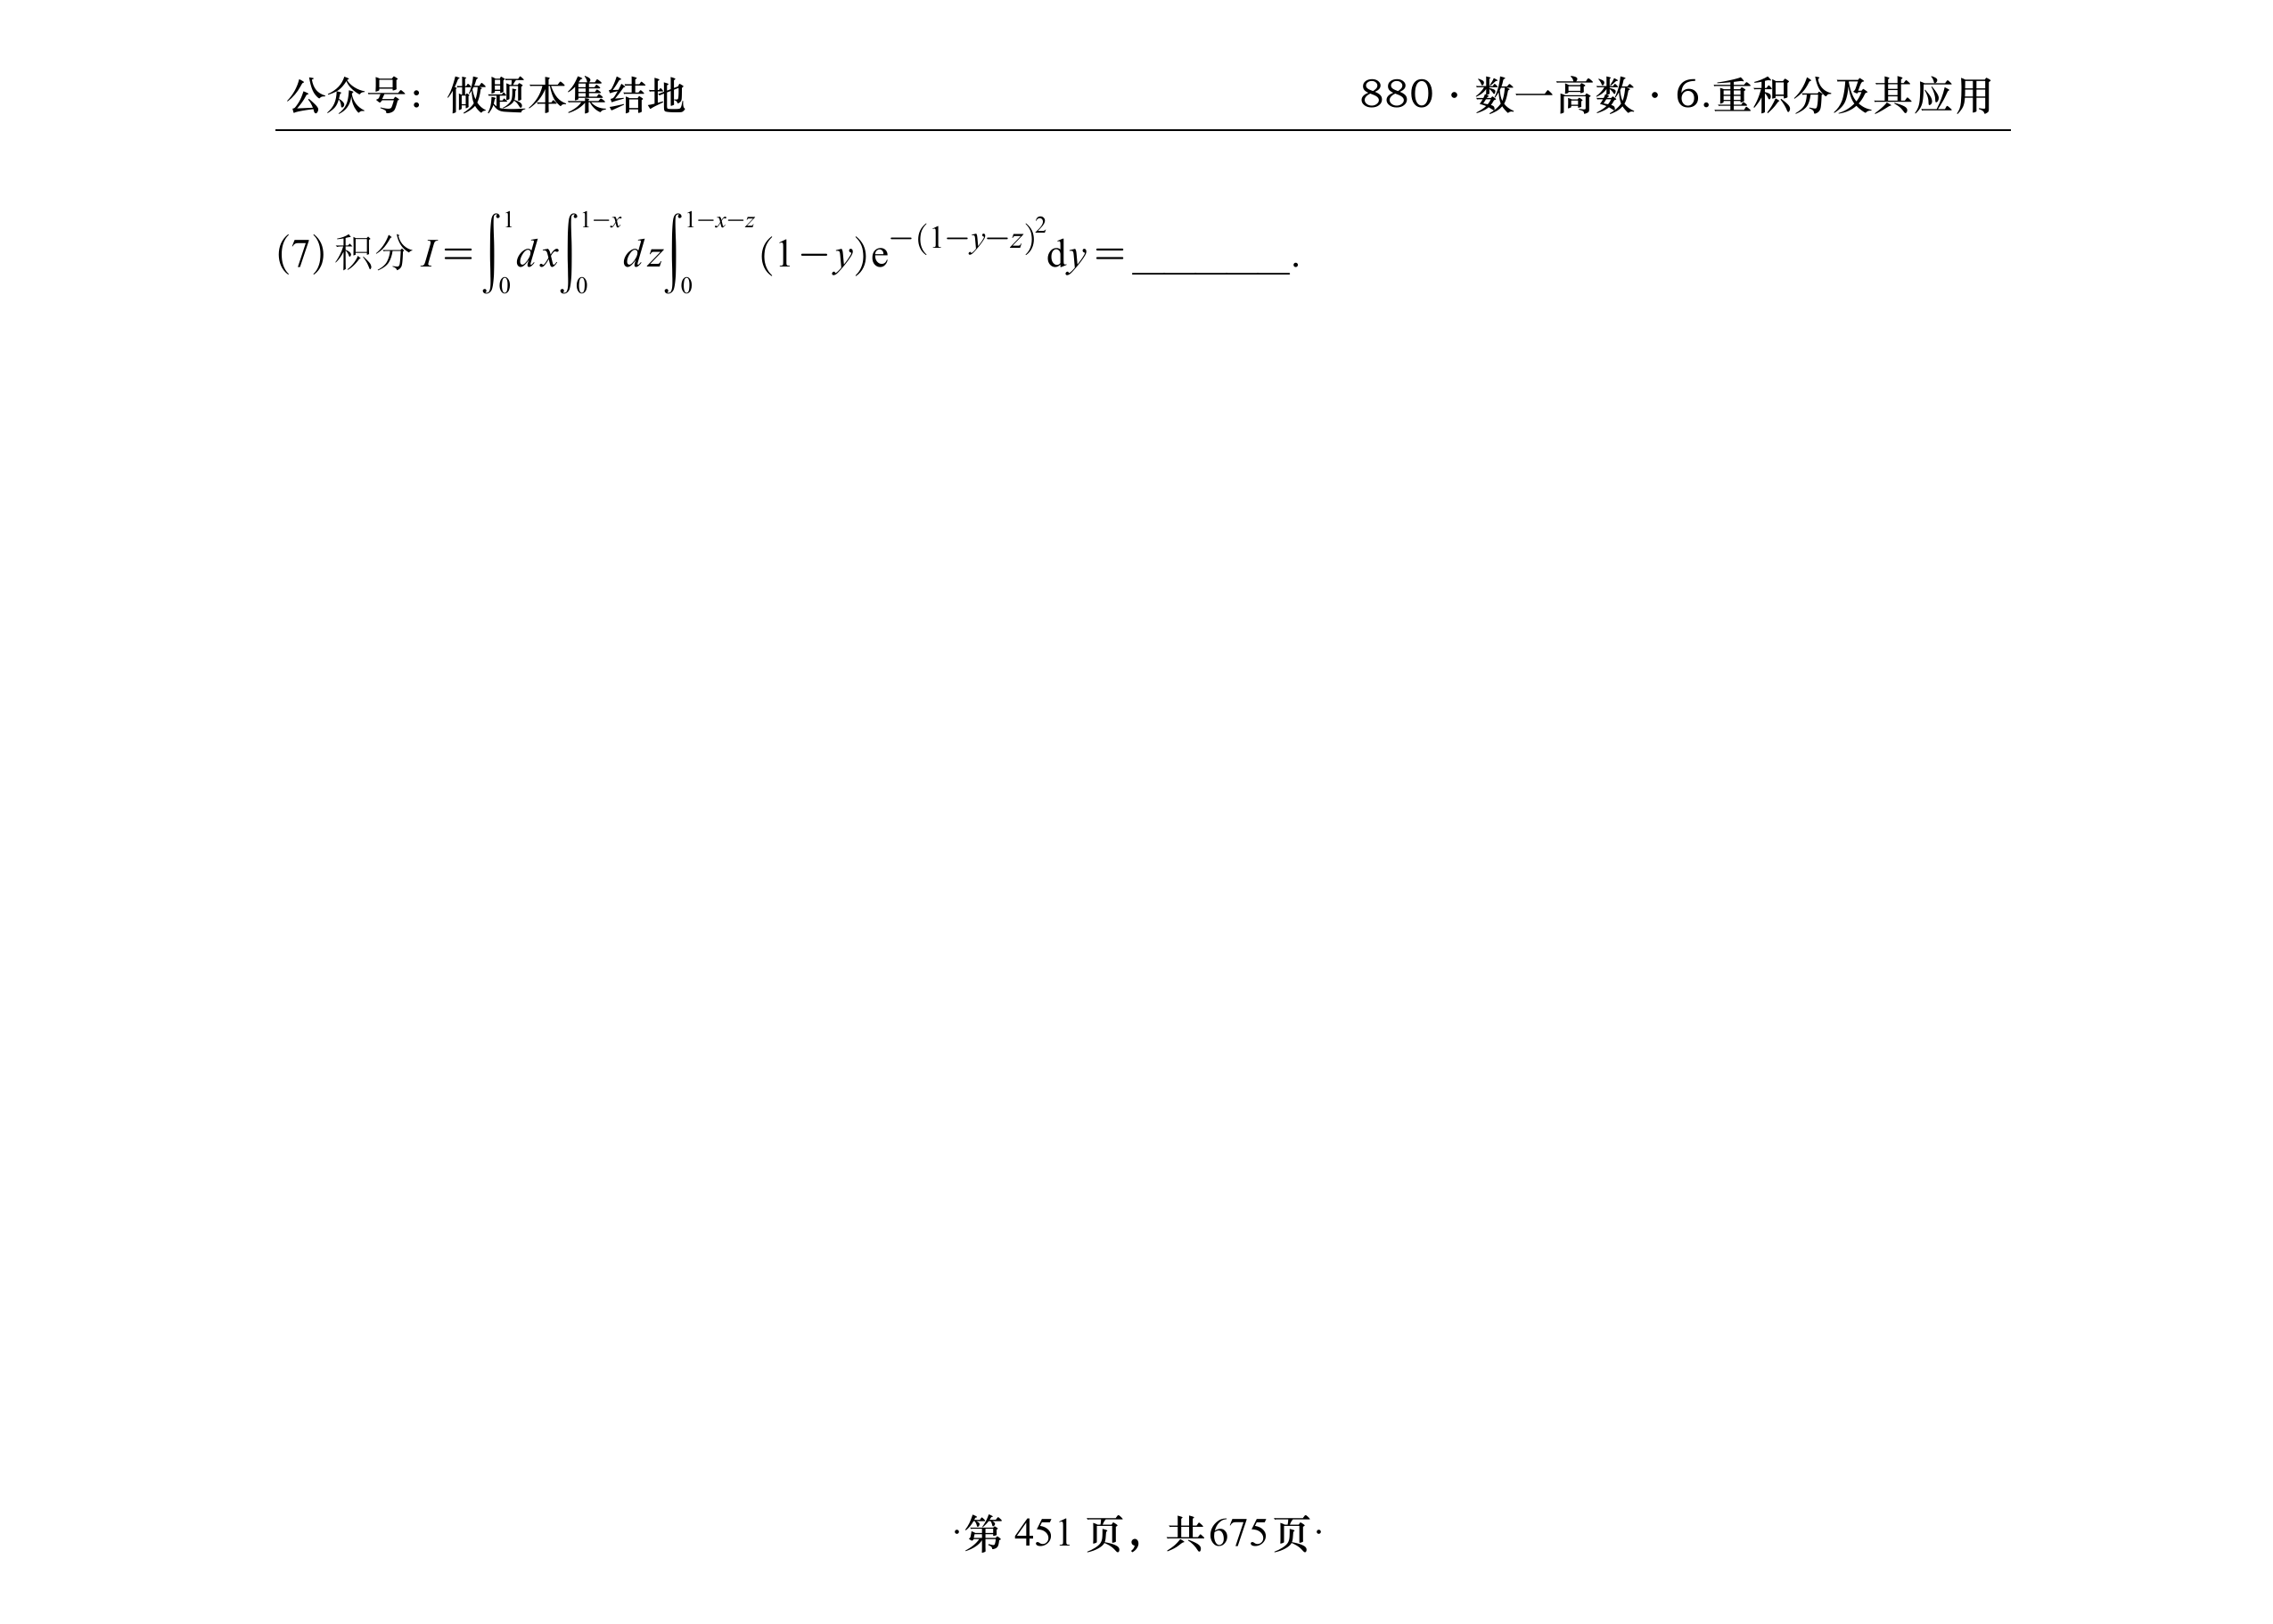 公众号：做题本集结地
880・数一高数・6.重积分及其应用
(7) 积分 $I=\int_0^1 dx\int_0^{1-x} dz\int_0^{1-x-z} (1-y)\mathrm{e}^{-(1-y-z)^2}\mathrm{d}y=$ ________.
·第 451 页，共675页·